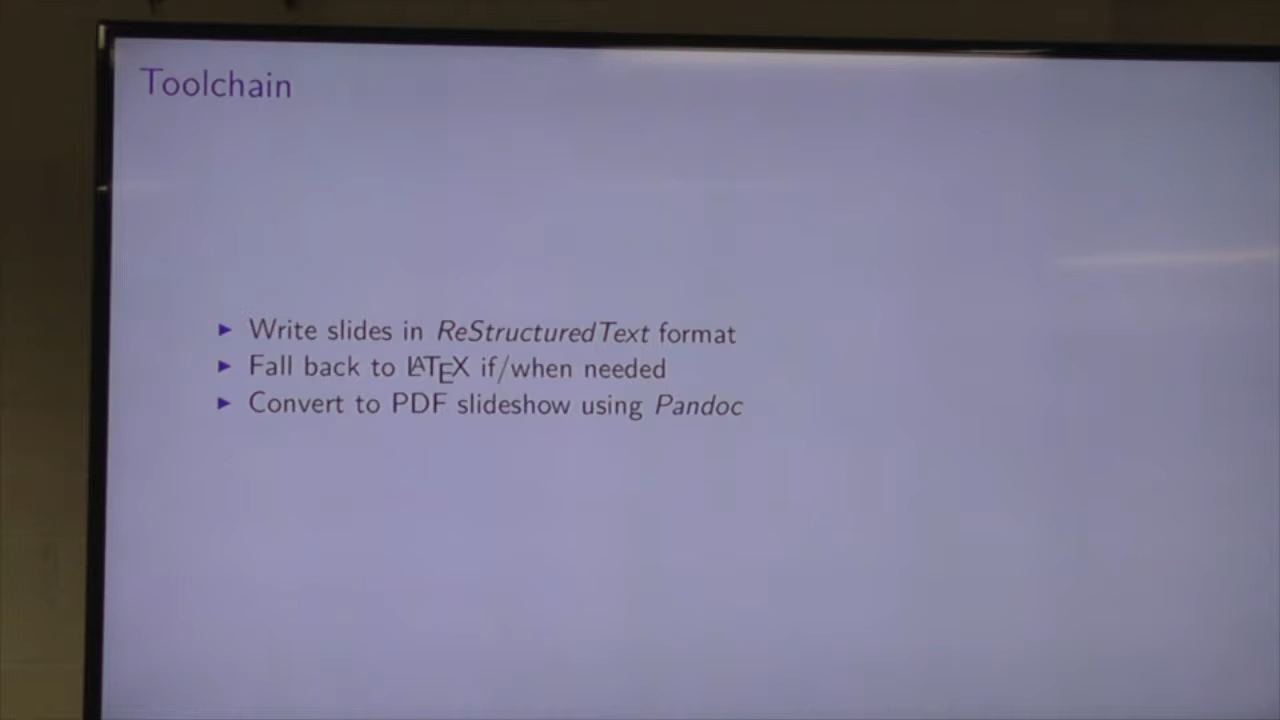 Toolchain
▶ Write slides in ReStructuredText format
▶ Fall back to LATEX if/when needed
▶ Convert to PDF slideshow using Pandoc